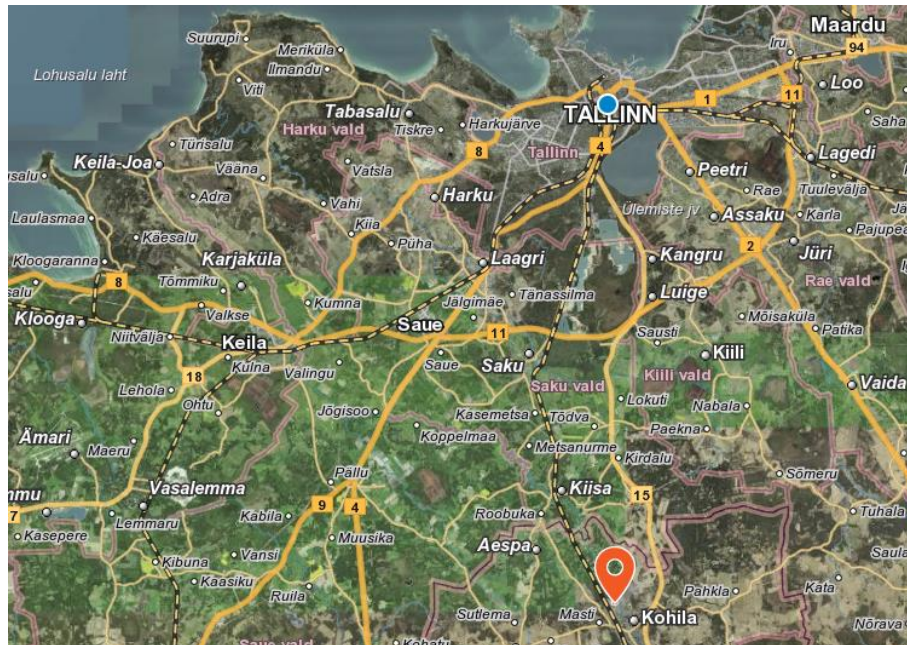 Maardu
Suurupi
Meriküla
Iru
94
Ilmandu
Lohusalu laht
Viti
Loo
11
1
Tabasalu
TALLINN
Harku vald
Tiskre
Harkujärve
4
Türisalu
8
Tallinn
Lagedi
Keila-Joa
Vääna
Vatsla
Peetri
Rae
Tuulevälja
Adra
Harku
Laulasmaa
Vahi
Ülemiste jv
Assaku
Karla
Käesalu
Kiia
Püha
2
Jüri
Kloogaranna
Karjaküla
Laagri
Kangru
8
Tõmmiku
Rae vald
Kumna
Jälgimäe
Tänassilma
Luige
Klooga
Valkse
Saue
Mõisaküla
Niitvälja
Keila
11
Sausti
Patika
Kulna
Saue
Saku
Kiili
18
Valingu
Saku vald
Kiili vald
Vaida
Lehola
Ohtu
Jõgisoo
Kasemetsa
Lokuti
Nabala
Tõdva
Paekna
Koppelmaa
Metsanurme
Maeru
Ämari
Kirdalu
Pällu
Sõmeru
Vasalemma
Kiisa
15
9
4
Tuhala
7
Lemmaru
Kabila
Roobuka
Kasepere
Muusika
Aespa
Kibuna
Vansi
Kaasiku
Ruila
Pahkla
Kata
Sutlema
Masti
Kohila
Nõrava